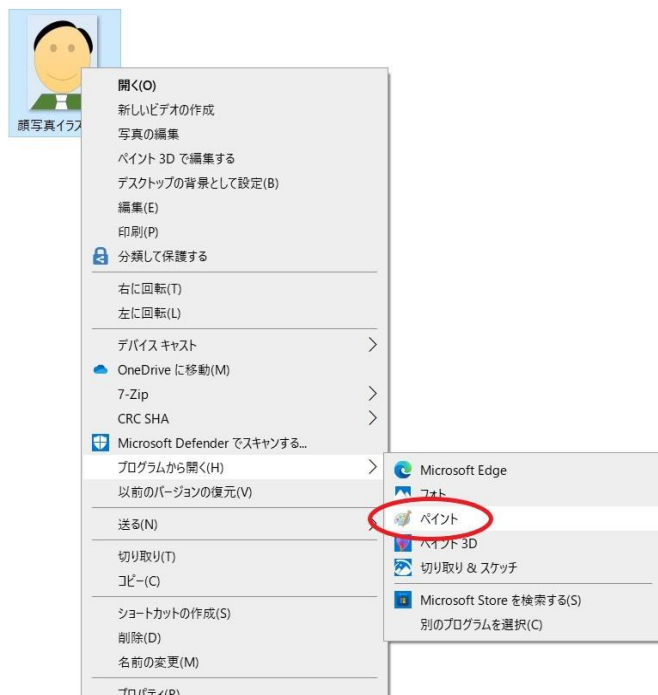 顔写真イラス
開く(O)
新しいビデオの作成
写真の編集
ペイント 3D で編集する
デスクトップの背景として設定(B)
編集(E)
印刷(P)
分類して保護する
右に回転(T)
左に回転(L)
デバイス キャスト
OneDrive に移動(M)
7-Zip
CRC SHA
Microsoft Defender でスキャンする...
プログラムから開く(H)
以前のバージョンの復元(V)
送る(N)
切り取り(T)
コピー(C)
ショートカットの作成(S)
削除(D)
名前の変更(M)
プロパティ(R)
Microsoft Edge
フォト
ペイント
ペイント 3D
切り取り & スケッチ
Microsoft Store を検索する(S)
別のプログラムを選択(C)